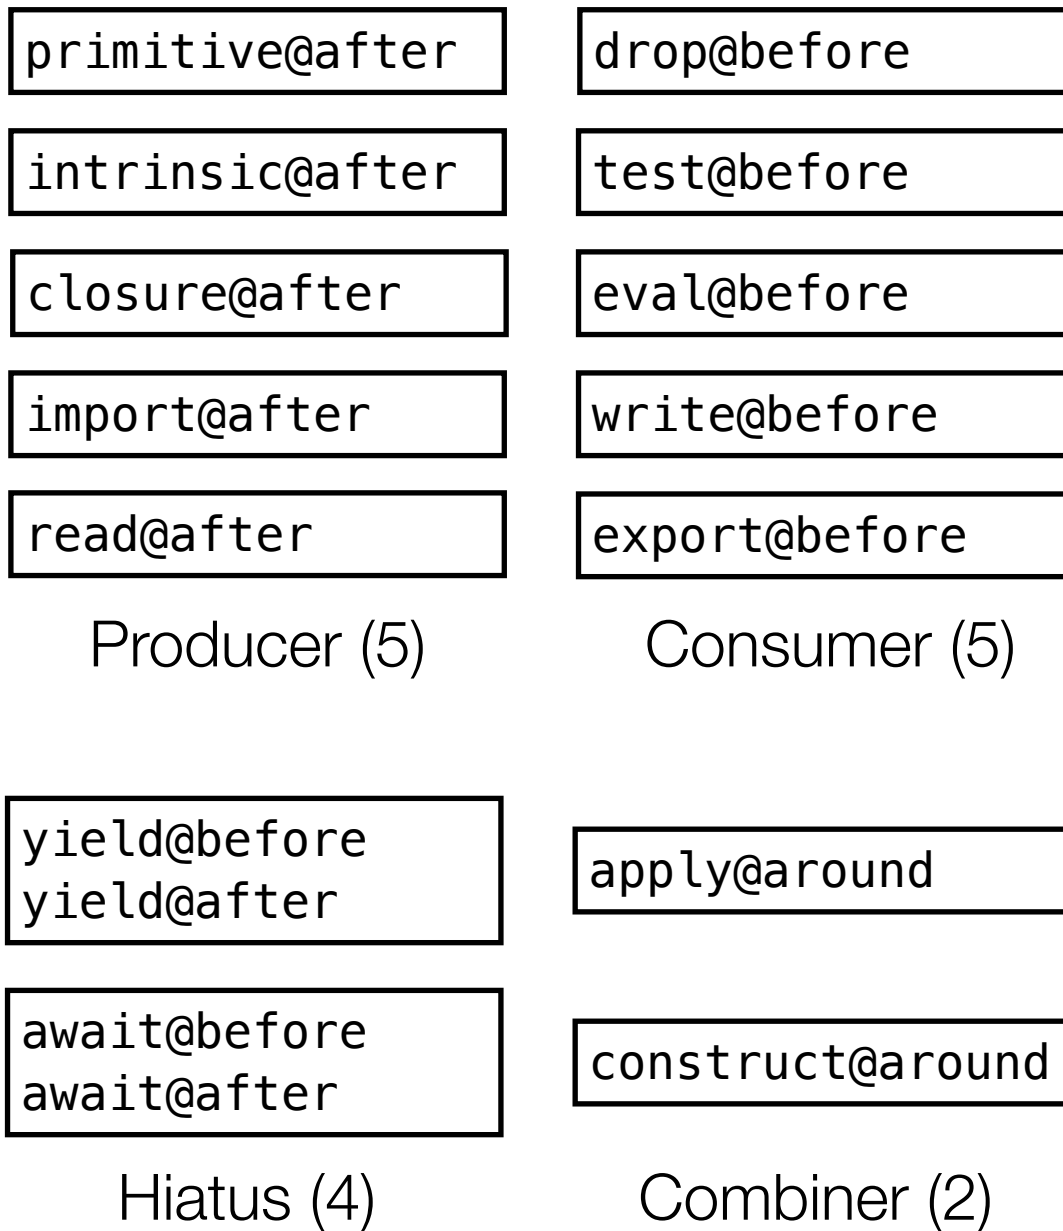 primitive@after
intrinsic@after
closure@after
import@after
read@after
Producer (5)
drop@before
test@before
eval@before
write@before
export@before
Consumer (5)
yield@before
yield@after
await@before
await@after
Hiatus (4)
apply@around
construct@around
Combiner (2)